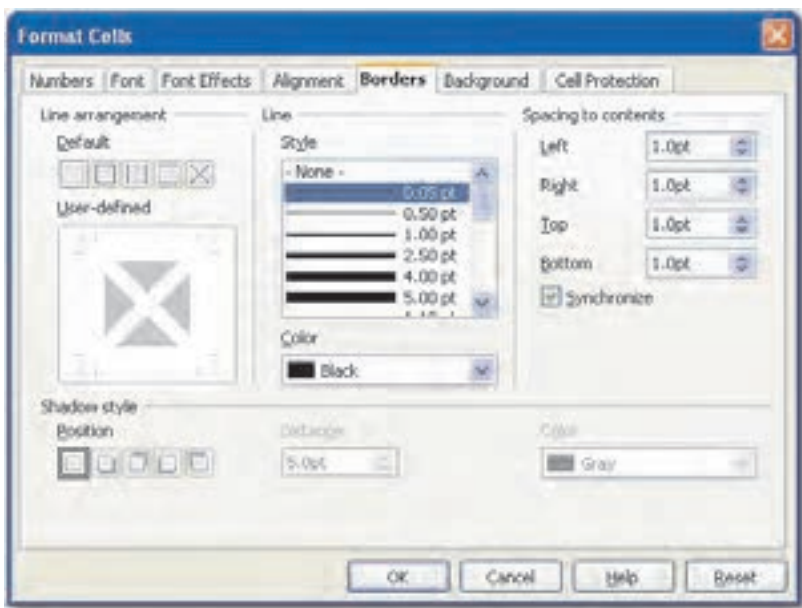 Format Cells
Numbers Font Font Effects Alignment Borders Background Cell Protection
Line arrangement
Default
User-defined
Line
Style
- None -
0.05 pt
0.50 pt
1.00 pt
2.50 pt
4.00 pt
5.00 pt
Color
Black
Spacing to contents
Left 1.0pt
Right 1.0pt
Top 1.0pt
Bottom 1.0pt
Synchronize
Shadow style
Position
Distance
5.0pt
Color
Gray
OK Cancel Help Reset